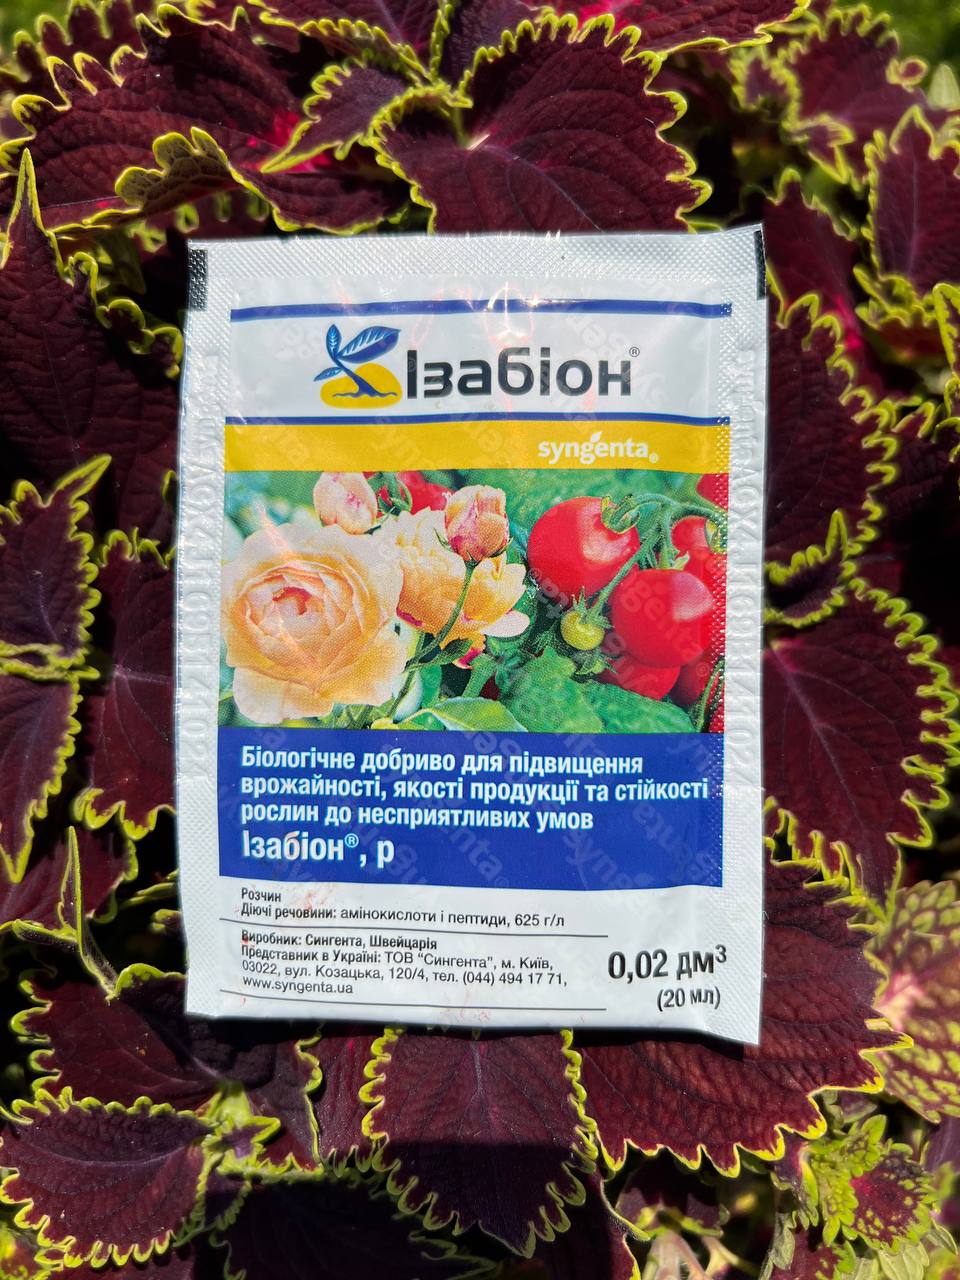 Ізабіон®
syngenta®
Біологічне добриво для підвищення
врожайності, якості продукції та стійкості
рослин до несприятливих умов
Ізабіон®, р
Розчин
Діючі речовини: амінокислоти і пептиди, 625 г/л
Виробник: Сингента, Швейцарія
Представник в Україні: ТОВ "Сингента", м. Київ,
03022, вул. Козацька, 120/4, тел. (044) 494 17 71,
www.syngenta.ua
0,02 дм³
(20 мл)